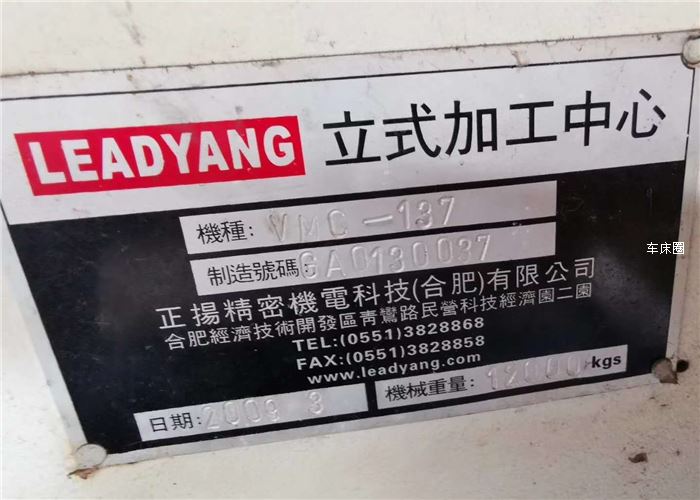 LEADYANG 立式加工中心
機種: VMC-137
制造號碼: GA0130037
正揚精密機電科技(合肥)有限公司
合肥經濟技術開發區青鸞路民營科技經濟園二園
TEL:(0551)3828868
FAX:(0551)3828858
www.leadyang.com
日期: 2009 3 機械重量: 12000 kgs
车床圈